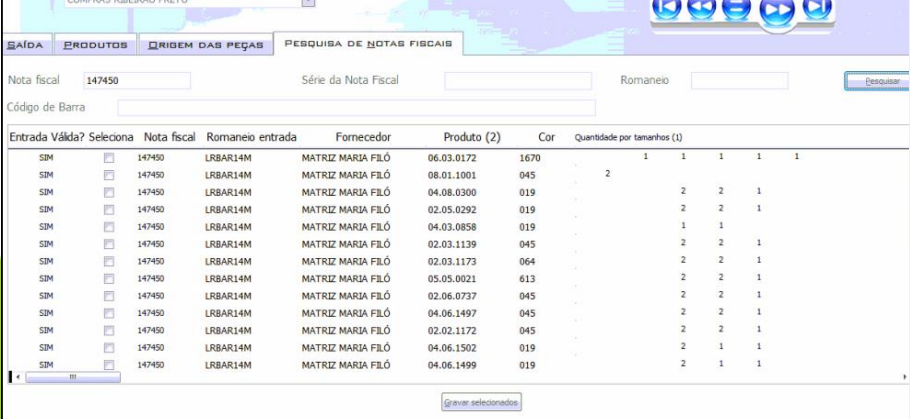 COMPRAS RIBEIRÃO PRETO
SAÍDA PRODUTOS ORIGEM DAS PEÇAS PESQUISA DE NOTAS FISCAIS
Nota fiscal 147450 Série da Nota Fiscal Romaneio Pesquisar
Código de Barra
Entrada Válida? Seleciona Nota fiscal Romaneio entrada Fornecedor Produto (2) Cor Quantidade por tamanhos (1)
SIM 147450 LRBAR14M MATRIZ MARIA FILÓ 06.03.0172 1670 1 1 1 1 1
SIM 147450 LRBAR14M MATRIZ MARIA FILÓ 08.01.1001 045 2
SIM 147450 LRBAR14M MATRIZ MARIA FILÓ 04.08.0300 019 2 2 1
SIM 147450 LRBAR14M MATRIZ MARIA FILÓ 02.05.0292 019 2 2 1
SIM 147450 LRBAR14M MATRIZ MARIA FILÓ 04.03.0858 019 1 1
SIM 147450 LRBAR14M MATRIZ MARIA FILÓ 02.03.1139 045 2 2 1
SIM 147450 LRBAR14M MATRIZ MARIA FILÓ 02.03.1173 064 2 2 1
SIM 147450 LRBAR14M MATRIZ MARIA FILÓ 05.05.0021 613 2 2 1
SIM 147450 LRBAR14M MATRIZ MARIA FILÓ 02.06.0737 045 2 2 1
SIM 147450 LRBAR14M MATRIZ MARIA FILÓ 04.06.1497 045 2 2 1
SIM 147450 LRBAR14M MATRIZ MARIA FILÓ 02.02.1172 045 2 2 1
SIM 147450 LRBAR14M MATRIZ MARIA FILÓ 04.06.1502 019 2 1 1
SIM 147450 LRBAR14M MATRIZ MARIA FILÓ 04.06.1499 019 2 1 1
Gravar selecionados